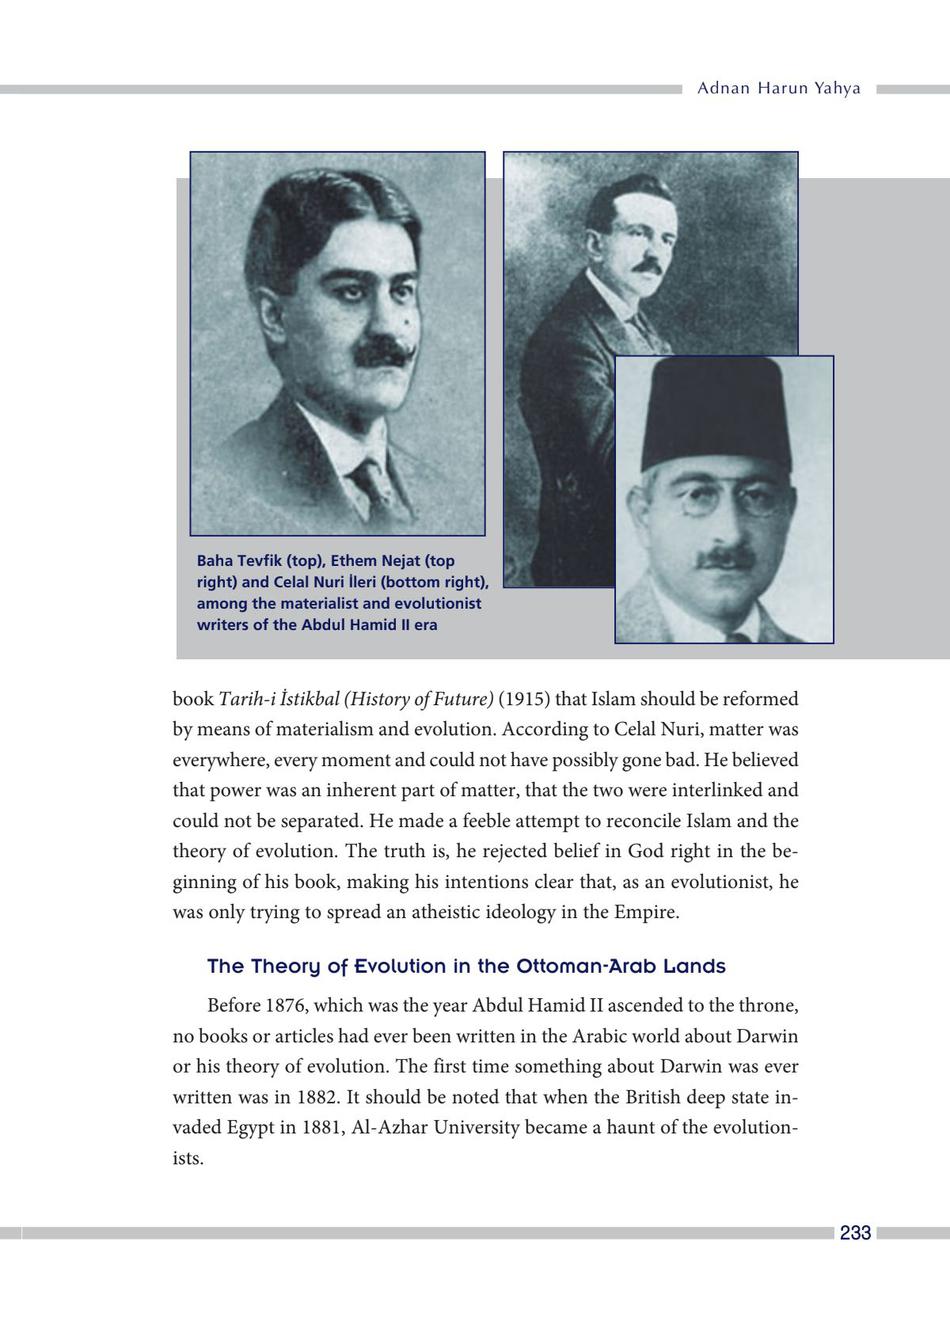 Adnan Harun Yahya
Baha Tevfik (top), Ethem Nejat (top
right) and Celal Nuri İleri (bottom right),
among the materialist and evolutionist
writers of the Abdul Hamid II era
book Tarih-i İstikbal (History of Future) (1915) that Islam should be reformed
by means of materialism and evolution. According to Celal Nuri, matter was
everywhere, every moment and could not have possibly gone bad. He believed
that power was an inherent part of matter, that the two were interlinked and
could not be separated. He made a feeble attempt to reconcile Islam and the
theory of evolution. The truth is, he rejected belief in God right in the be-
ginning of his book, making his intentions clear that, as an evolutionist, he
was only trying to spread an atheistic ideology in the Empire.
The Theory of Evolution in the Ottoman-Arab Lands
Before 1876, which was the year Abdul Hamid II ascended to the throne,
no books or articles had ever been written in the Arabic world about Darwin
or his theory of evolution. The first time something about Darwin was ever
written was in 1882. It should be noted that when the British deep state in-
vaded Egypt in 1881, Al-Azhar University became a haunt of the evolution-
ists.
233